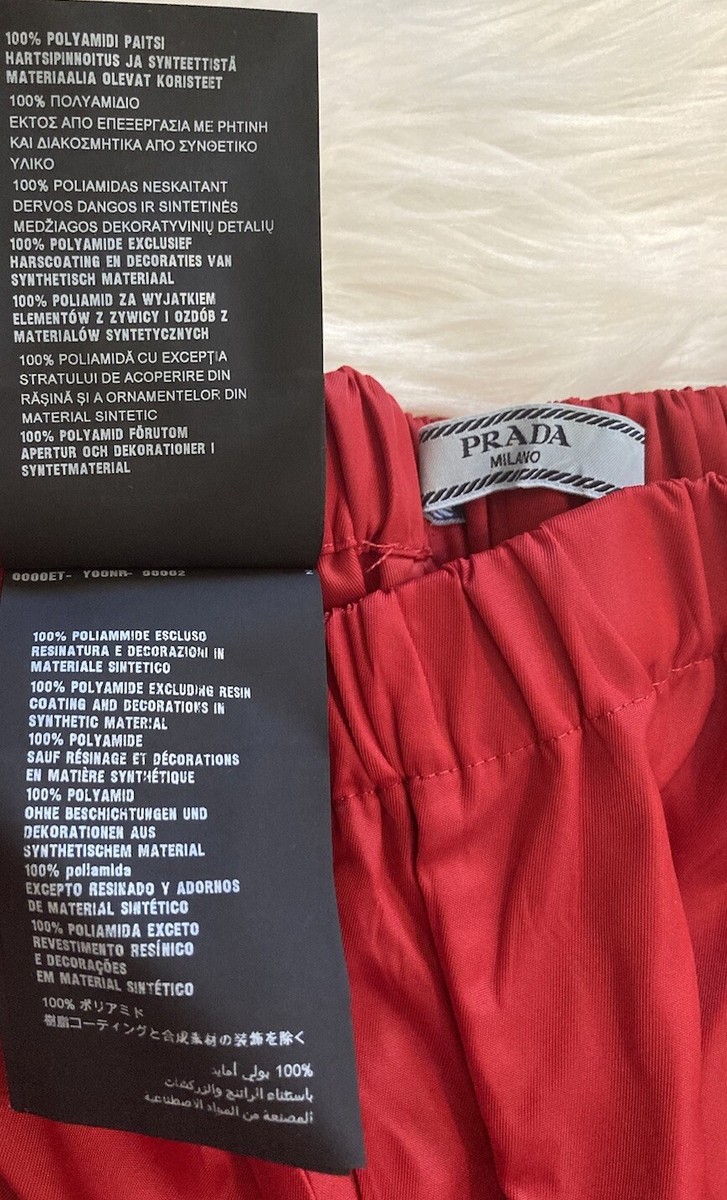 100% POLYAMIDI PAITSI
HARTSIPINNOITUS JA SYNTEETTISTÄ
MATERIAALIA OLEVAT KORISTEET
100% ΠΟΛΥΑΜΙΔΙΟ
ΕΚΤΟΣ ΑΠΟ ΕΠΕΞΕΡΓΑΣΙΑ ΜΕ ΡΗΤΙΝΗ
ΚΑΙ ΔΙΑΚΟΣΜΗΤΙΚΑ ΑΠΟ ΣΥΝΘΕΤΙΚΟ
ΥΛΙΚΟ
100% POLIAMIDAS NESKAITANT
DERVOS DANGOS IR SINTETINĖS
MEDŽIAGOS DEKORATYVINIŲ DETALIŲ
100% POLYAMIDE EXCLUSIEF
HARSCOATING EN DECORATIES VAN
SYNTHETISCH MATERIAAL
100% POLIAMID ZA WYJATKIEM
ELEMENTÓW Z ZYWICY I OZDÓB Z
MATERIALÓW SYNTETYCZNYCH
100% POLIAMIDĂ CU EXCEPȚIA
STRATULUI DE ACOPERIRE DIN
RĂȘINĂ ȘI A ORNAMENTELOR DIN
MATERIAL SINTETIC
100% POLYAMID FÖRUTOM
APERTUR OCH DEKORATIONER I
SYNTETMATERIAL
PRADA
MILANO
0000ET- YOONR- 00002
100% POLIAMMIDE ESCLUSO
RESINATURA E DECORAZIONI IN
MATERIALE SINTETICO
100% POLYAMIDE EXCLUDING RESIN
COATING AND DECORATIONS IN
SYNTHETIC MATERIAL
100% POLYAMIDE
SAUF RÉSINAGE ET DÉCORATIONS
EN MATIÈRE SYNTHÉTIQUE
100% POLYAMID
OHNE BESCHICHTUNGEN UND
DEKORATIONEN AUS
SYNTHETISCHEM MATERIAL
100% poliamida
EXCEPTO RESINADO Y ADORNOS
DE MATERIAL SINTÉTICO
100% POLIAMIDA EXCETO
REVESTIMENTO RESÍNICO
E DECORAÇÕES
EM MATERIAL SINTÉTICO
100% ポリアミド
樹脂コーティングと合成素材の装飾を除く
100% بولي أمايد
باستثناء الراتنج والزركشات
المصنعة من المواد الاصطناعية